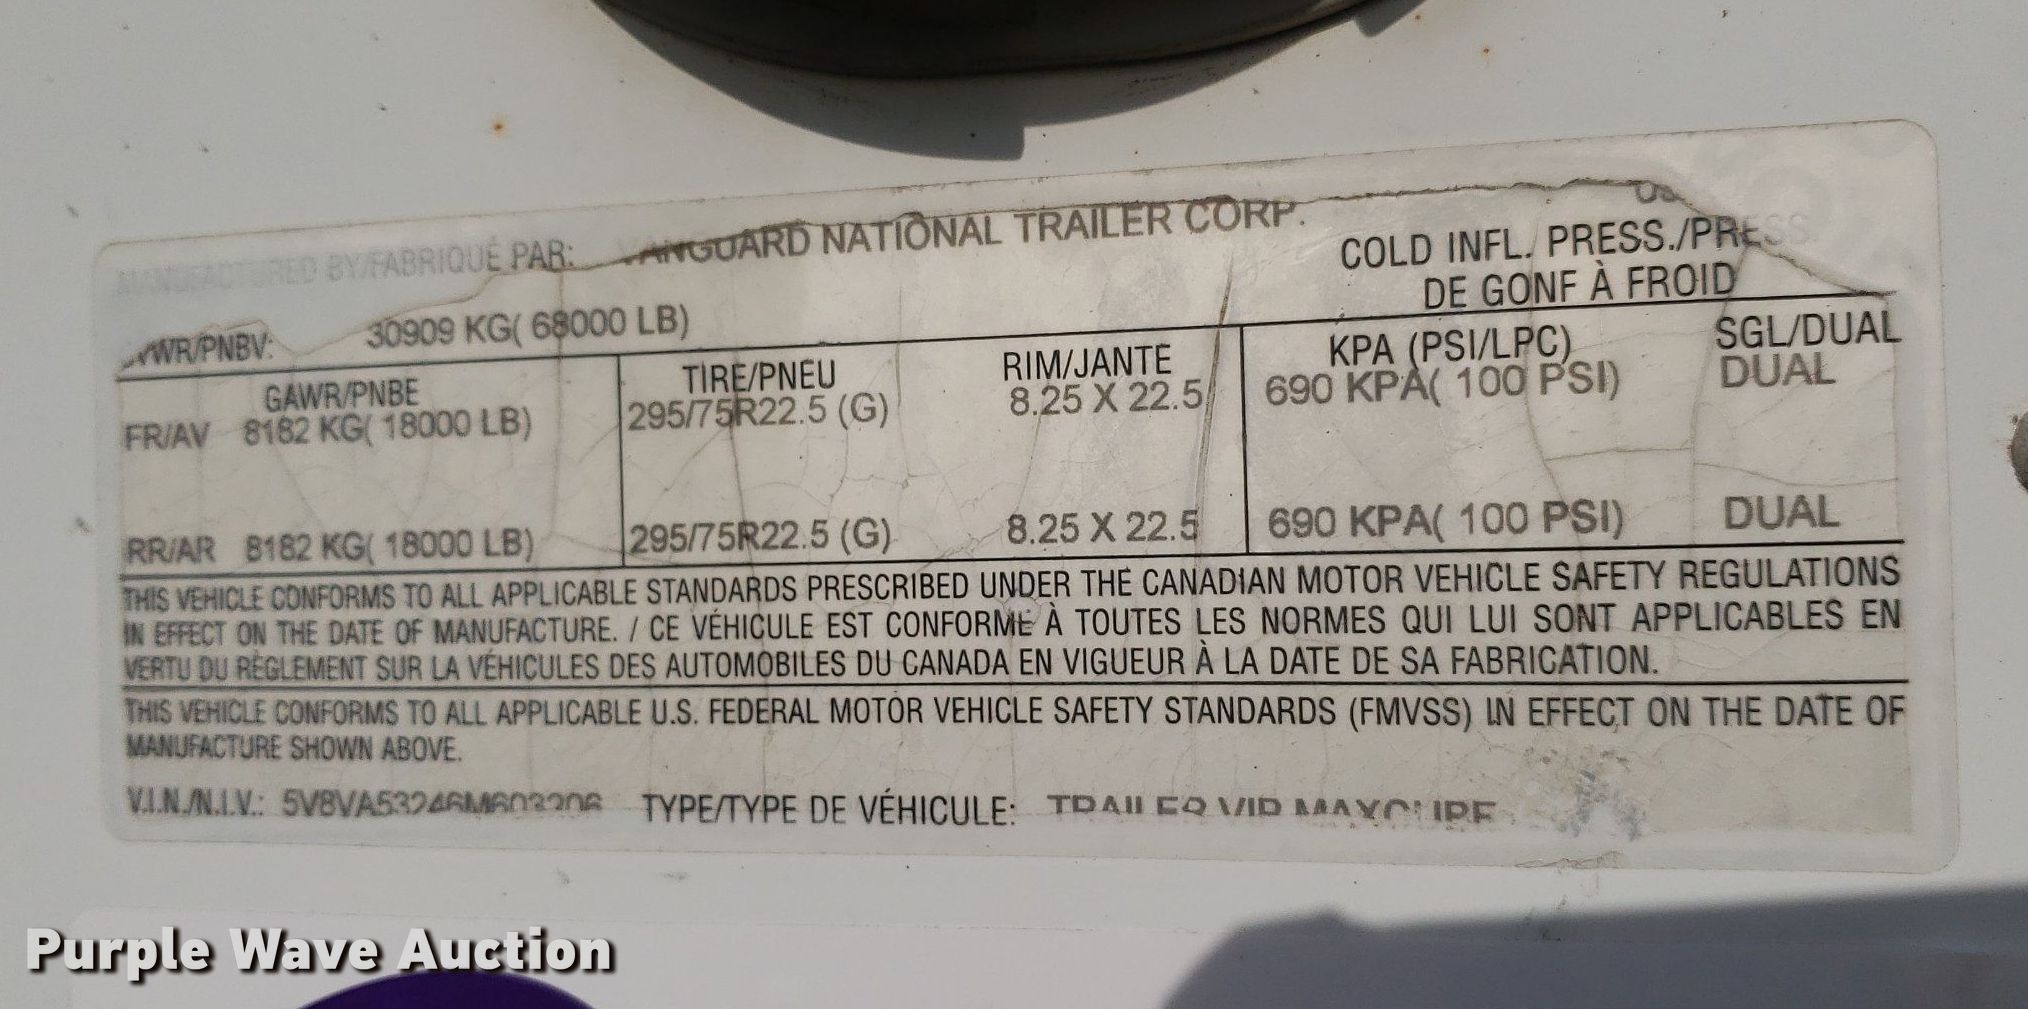 MANUFACTURED BY/FABRIQUÉ PAR: VANGUARD NATIONAL TRAILER CORP.
COLD INFL. PRESS./PRESS.
DE GONF À FROID
GVWR/PNBV: 30909 KG( 68000 LB)
GAWR/PNBE TIRE/PNEU RIM/JANTE KPA (PSI/LPC) SGL/DUAL
FR/AV 8182 KG( 18000 LB) 295/75R22.5 (G) 8.25 X 22.5 690 KPA( 100 PSI) DUAL
RR/AR 8182 KG( 18000 LB) 295/75R22.5 (G) 8.25 X 22.5 690 KPA( 100 PSI) DUAL
THIS VEHICLE CONFORMS TO ALL APPLICABLE STANDARDS PRESCRIBED UNDER THE CANADIAN MOTOR VEHICLE SAFETY REGULATIONS
IN EFFECT ON THE DATE OF MANUFACTURE. / CE VÉHICULE EST CONFORME À TOUTES LES NORMES QUI LUI SONT APPLICABLES EN
VERTU DU RÈGLEMENT SUR LA VÉHICULES DES AUTOMOBILES DU CANADA EN VIGUEUR À LA DATE DE SA FABRICATION.
THIS VEHICLE CONFORMS TO ALL APPLICABLE U.S. FEDERAL MOTOR VEHICLE SAFETY STANDARDS (FMVSS) IN EFFECT ON THE DATE OF
MANUFACTURE SHOWN ABOVE.
V.I.N./N.I.V.: 5V8VA53246M603206 TYPE/TYPE DE VÉHICULE: TRAILER VIP MAXCUBE
Purple Wave Auction